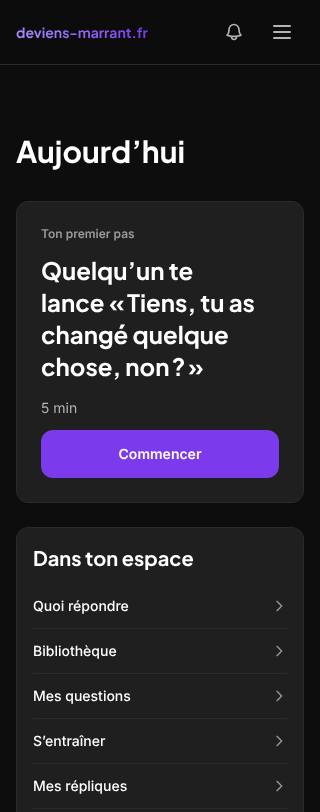 deviens-marrant.fr
Aujourd’hui
Ton premier pas
Quelqu’un te
lance « Tiens, tu as
changé quelque
chose, non ? »
5 min
Commencer
Dans ton espace
Quoi répondre
Bibliothèque
Mes questions
S’entraîner
Mes répliques